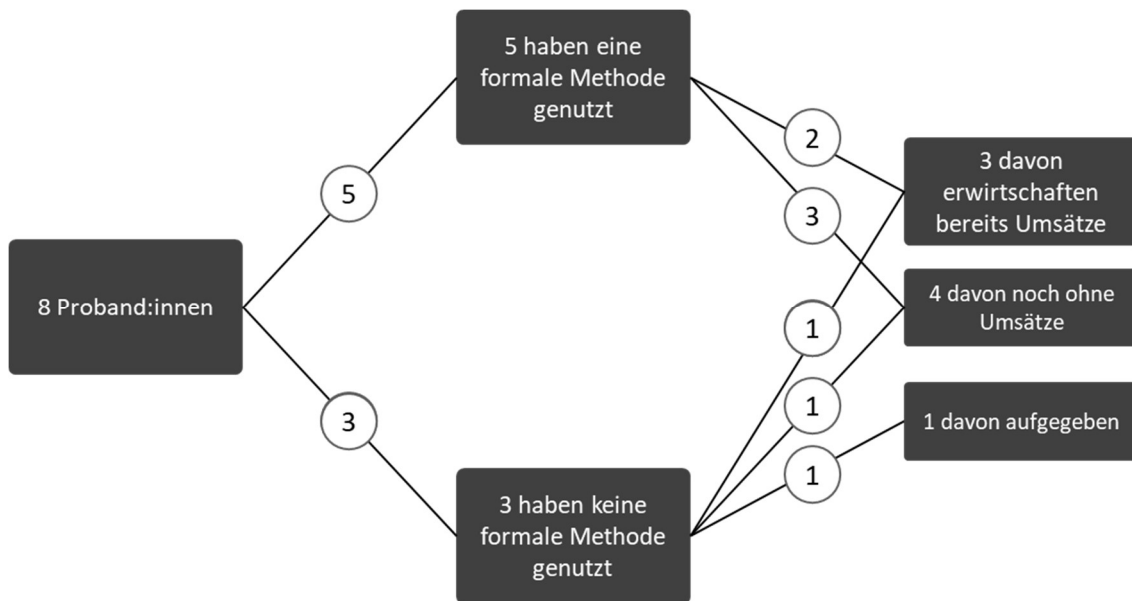 5 haben eine
formale Methode
genutzt
2
3 davon
erwirtschaften
bereits Umsätze
5
3
8 Proband:innen
4 davon noch ohne
Umsätze
1
1
1 davon aufgegeben
3
1
3 haben keine
formale Methode
genutzt